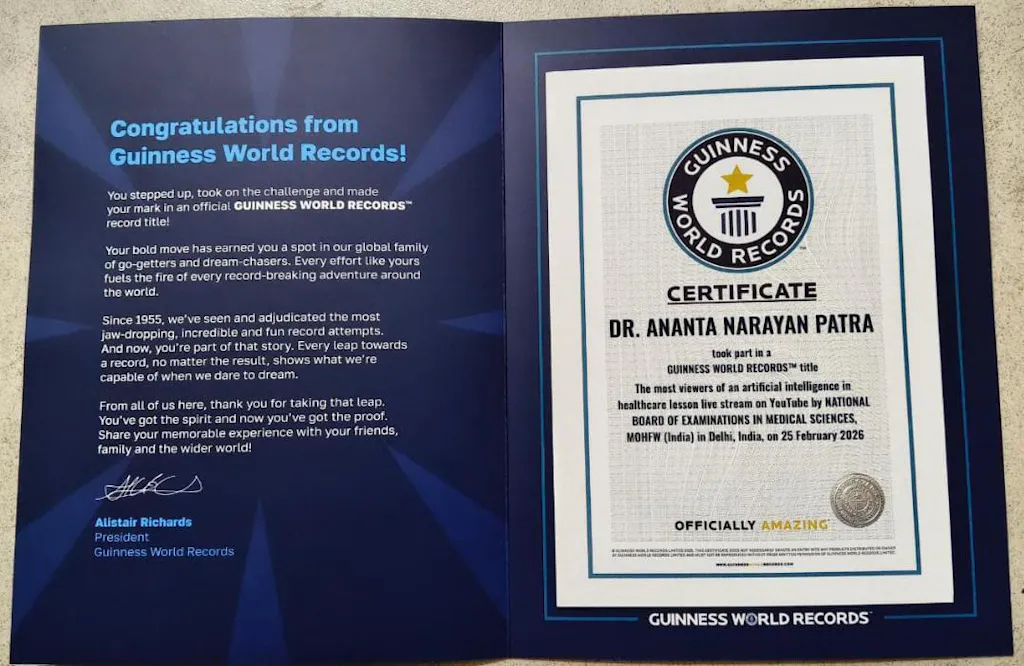 Congratulations from
Guinness World Records!
You stepped up, took on the challenge and made
your mark in an official GUINNESS WORLD RECORDS™
record title!
Your bold move has earned you a spot in our global family
of go-getters and dream-chasers. Every effort like yours
fuels the fire of every record-breaking adventure around
the world.
Since 1955, we've seen and adjudicated the most
jaw-dropping, incredible and fun record attempts.
And now, you're part of that story. Every leap towards
a record, no matter the result, shows what we're
capable of when we dare to dream.
From all of us here, thank you for taking that leap.
You've got the spirit and now you've got the proof.
Share your memorable experience with your friends,
family and the wider world!
Alistair Richards
President
Guinness World Records
GUINNESS
WORLD RECORDS
CERTIFICATE
DR. ANANTA NARAYAN PATRA
took part in a
GUINNESS WORLD RECORDS™ title
The most viewers of an artificial intelligence in
healthcare lesson live stream on YouTube by NATIONAL
BOARD OF EXAMINATIONS IN MEDICAL SCIENCES,
MOHFW (India) in Delhi, India, on 25 February 2026
OFFICIALLY AMAZING
WWW.GUINNESSWORLDRECORDS.COM
GUINNESS WORLD RECORDS™